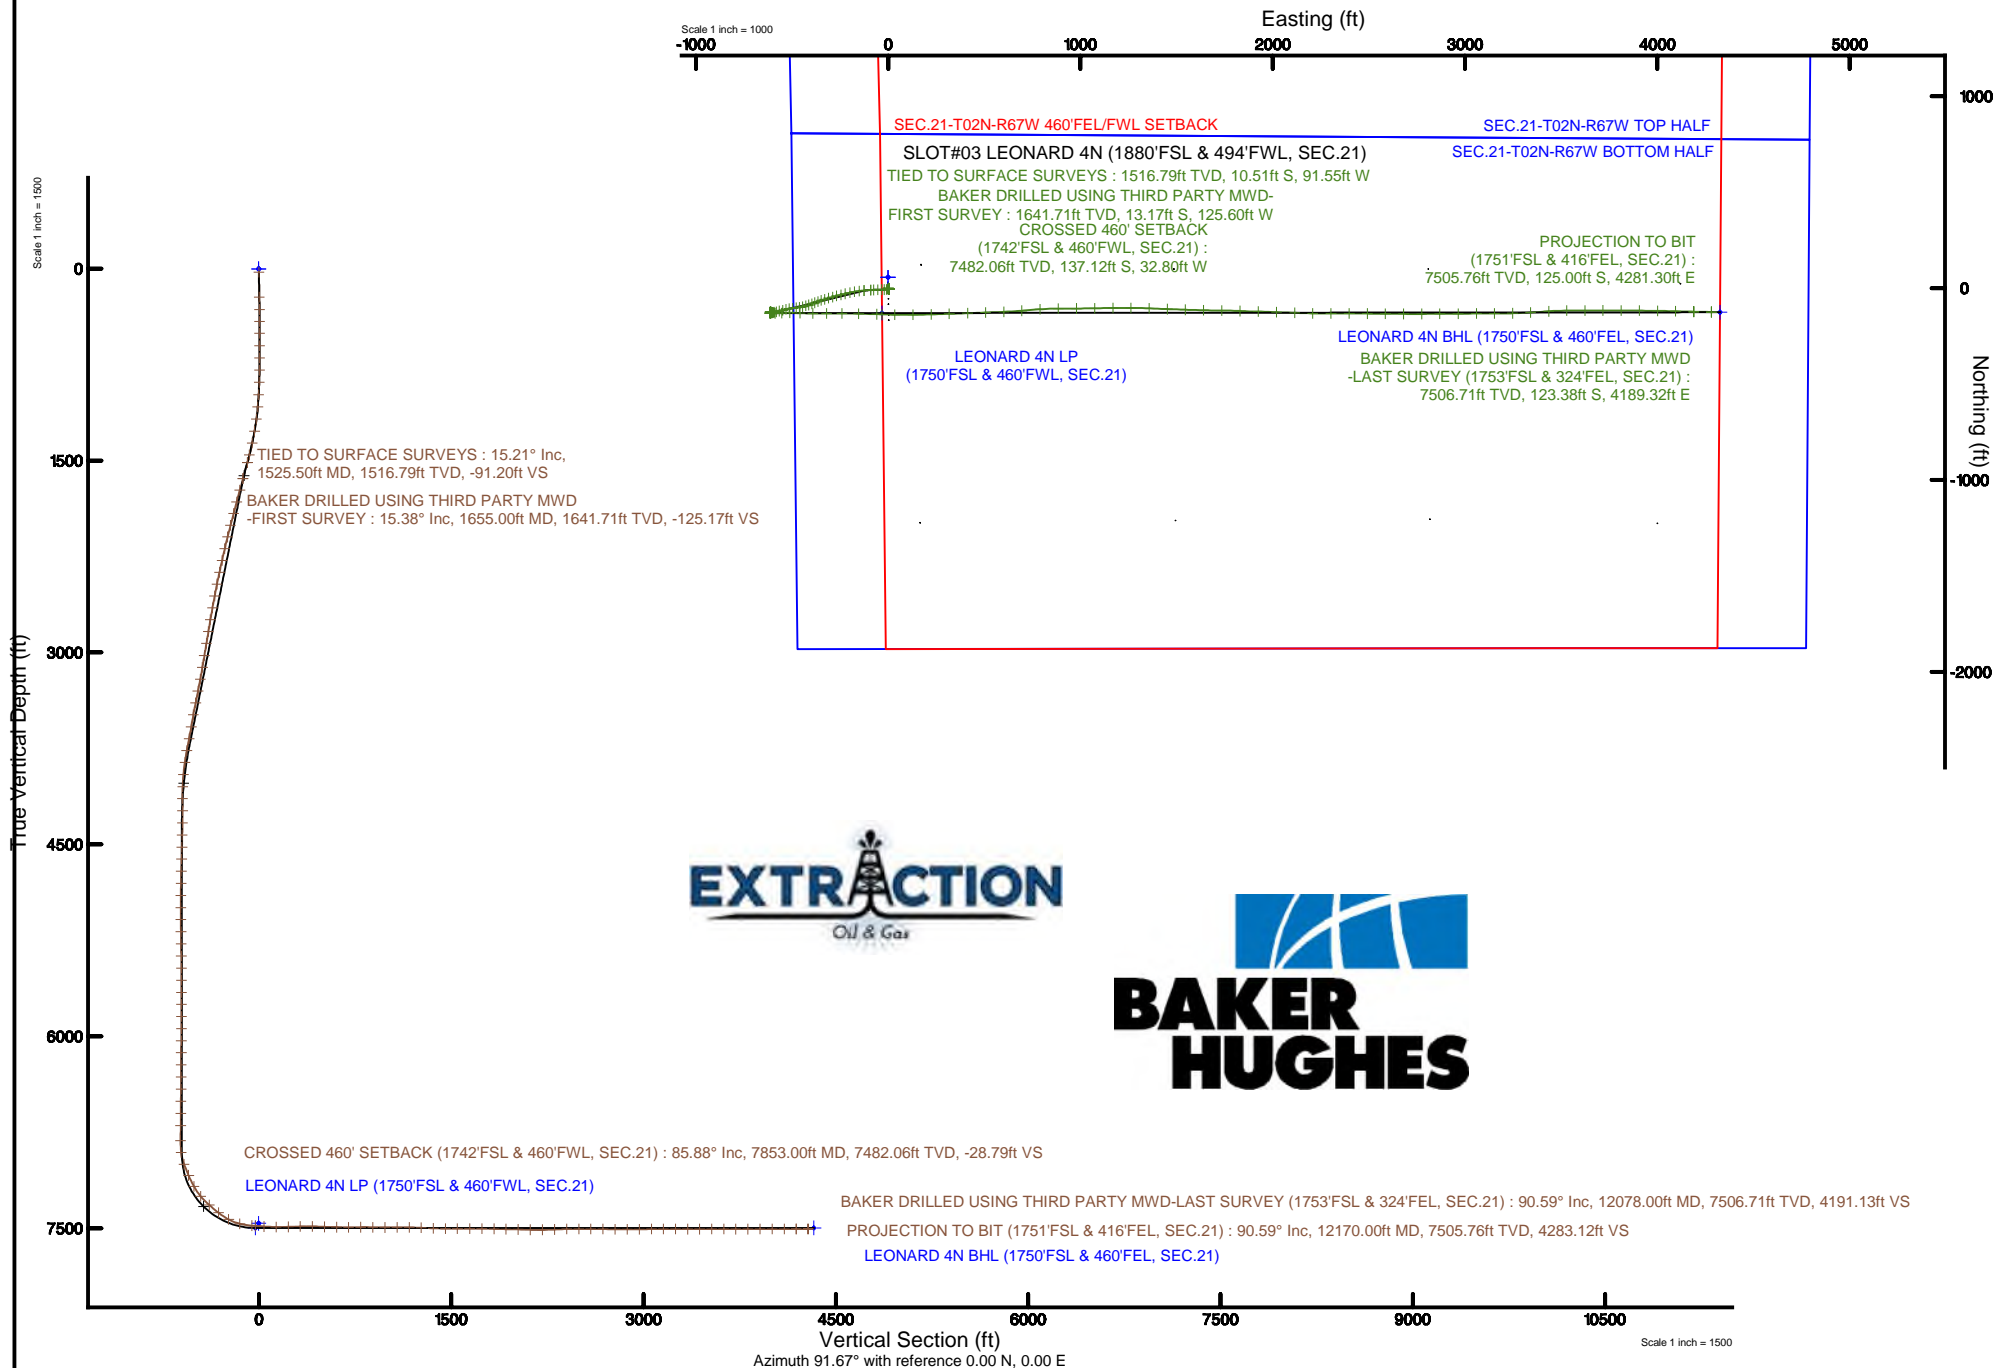 Easting (ft)
Scale 1 inch = 1000
-1000 0 1000 2000 3000 4000 5000
1000
0
-1000
-2000
Northing (ft)
SEC.21-T02N-R67W 460'FEL/FWL SETBACK
SEC.21-T02N-R67W TOP HALF
SLOT#03 LEONARD 4N (1880'FSL & 494'FWL, SEC.21)
SEC.21-T02N-R67W BOTTOM HALF
TIED TO SURFACE SURVEYS : 1516.79ft TVD, 10.51ft S, 91.55ft W
BAKER DRILLED USING THIRD PARTY MWD-
FIRST SURVEY : 1641.71ft TVD, 13.17ft S, 125.60ft W
CROSSED 460' SETBACK
(1742'FSL & 460'FWL, SEC.21) :
7482.06ft TVD, 137.12ft S, 32.80ft W
PROJECTION TO BIT
(1751'FSL & 416'FEL, SEC.21) :
7505.76ft TVD, 125.00ft S, 4281.30ft E
LEONARD 4N BHL (1750'FSL & 460'FEL, SEC.21)
LEONARD 4N LP
(1750'FSL & 460'FWL, SEC.21)
BAKER DRILLED USING THIRD PARTY MWD
-LAST SURVEY (1753'FSL & 324'FEL, SEC.21) :
7506.71ft TVD, 123.38ft S, 4189.32ft E
Scale 1 inch = 1500
True Vertical Depth (ft)
0
1500
3000
4500
6000
7500
TIED TO SURFACE SURVEYS : 15.21° Inc,
1525.50ft MD, 1516.79ft TVD, -91.20ft VS
BAKER DRILLED USING THIRD PARTY MWD
-FIRST SURVEY : 15.38° Inc, 1655.00ft MD, 1641.71ft TVD, -125.17ft VS
EXTRACTION
Oil & Gas
BAKER
HUGHES
CROSSED 460' SETBACK (1742'FSL & 460'FWL, SEC.21) : 85.88° Inc, 7853.00ft MD, 7482.06ft TVD, -28.79ft VS
LEONARD 4N LP (1750'FSL & 460'FWL, SEC.21)
BAKER DRILLED USING THIRD PARTY MWD-LAST SURVEY (1753'FSL & 324'FEL, SEC.21) : 90.59° Inc, 12078.00ft MD, 7506.71ft TVD, 4191.13ft VS
PROJECTION TO BIT (1751'FSL & 416'FEL, SEC.21) : 90.59° Inc, 12170.00ft MD, 7505.76ft TVD, 4283.12ft VS
LEONARD 4N BHL (1750'FSL & 460'FEL, SEC.21)
0 1500 3000 4500 6000 7500 9000 10500
Vertical Section (ft)
Scale 1 inch = 1500
Azimuth 91.67° with reference 0.00 N, 0.00 E